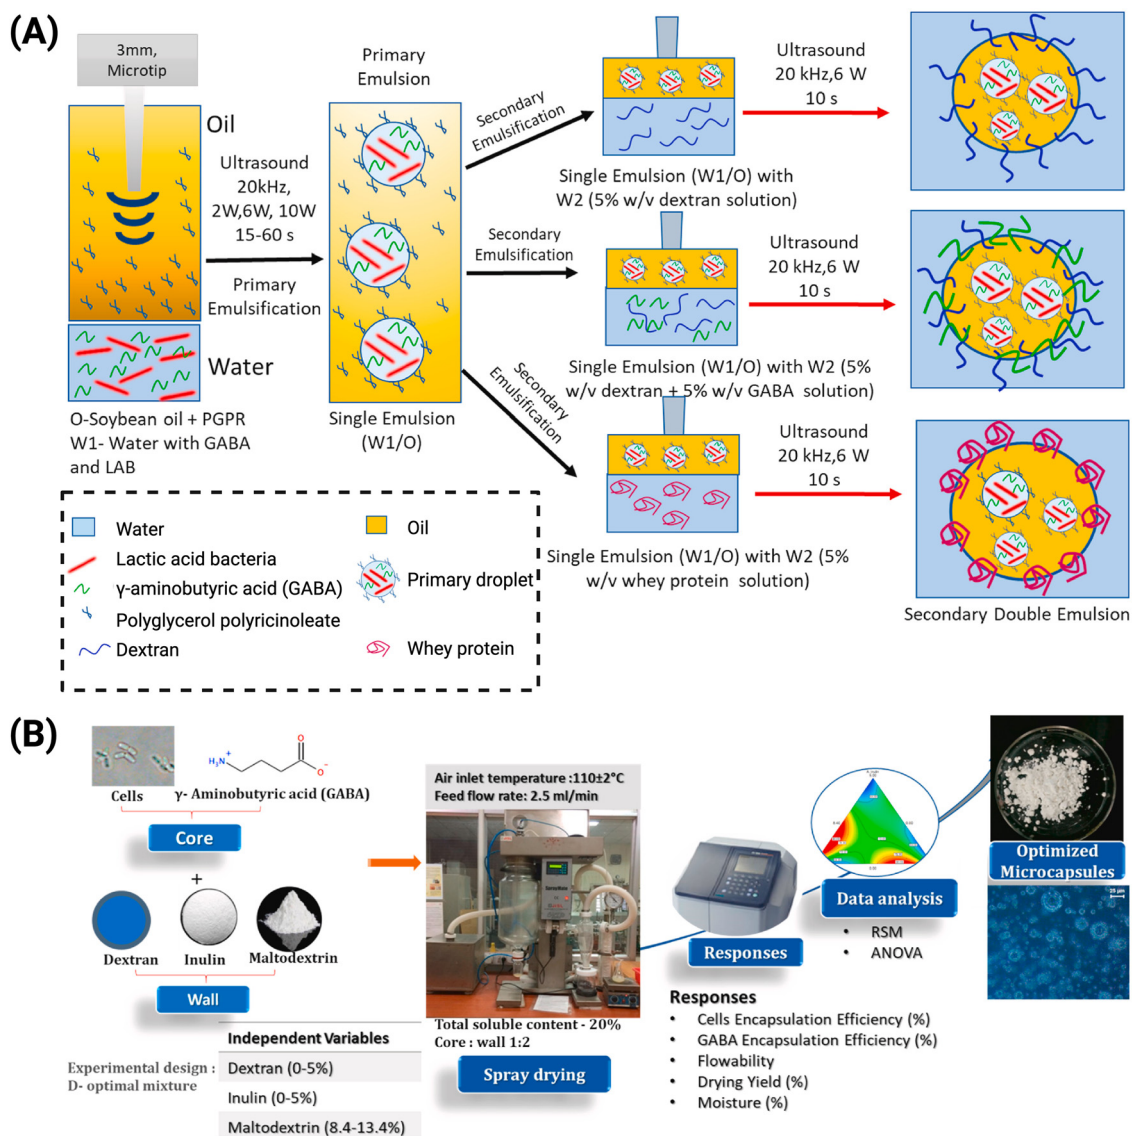 (A)
3mm,
Microtip
Oil
Ultrasound
20kHz,
2W,6W, 10W
15-60 s
Primary
Emulsification
Water
O-Soybean oil + PGPR
W1- Water with GABA
and LAB
Primary
Emulsion
Single Emulsion
(W1/O)
Secondary
Emulsification
Secondary
Emulsification
Secondary
Emulsification
Single Emulsion (W1/O) with
W2 (5% w/v dextran solution)
Ultrasound
20 kHz,6 W
10 s
Single Emulsion (W1/O) with W2 (5%
w/v dextran + 5% w/v GABA solution)
Ultrasound
20 kHz,6 W
10 s
Single Emulsion (W1/O) with W2 (5%
w/v whey protein solution)
Ultrasound
20 kHz,6 W
10 s
Secondary Double Emulsion
Water
Lactic acid bacteria
γ-aminobutyric acid (GABA)
Polyglycerol polyricinoleate
Dextran
Oil
Primary droplet
Whey protein
(B)
Cells
H₃N
+
O
O
−
γ- Aminobutyric acid (GABA)
Core
+
Dextran
Inulin
Maltodextrin
Wall
Experimental design :
D- optimal mixture
Independent Variables
Dextran (0-5%)
Inulin (0-5%)
Maltodextrin (8.4-13.4%)
Air inlet temperature :110±2°C
Feed flow rate: 2.5 ml/min
Total soluble content - 20%
Core : wall 1:2
Spray drying
Responses
Responses
• Cells Encapsulation Efficiency (%)
• GABA Encapsulation Efficiency (%)
• Flowability
• Drying Yield (%)
• Moisture (%)
Data analysis
• RSM
• ANOVA
Optimized
Microcapsules
25 µm